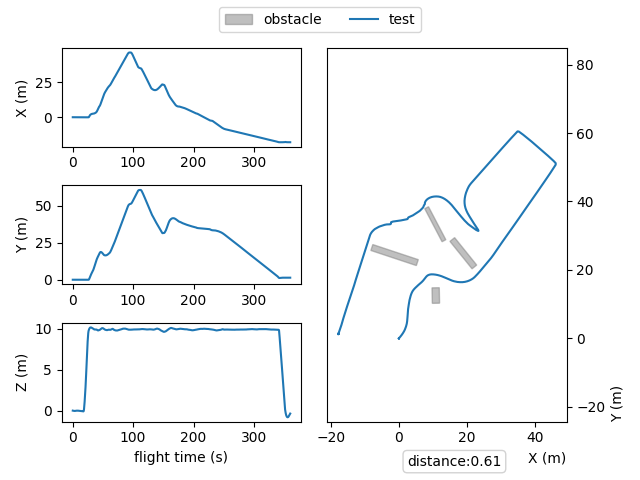 obstacle test
X (m)
25
0
0 100 200 300
Y (m)
50
25
0
0 100 200 300
Z (m)
10
5
0
0 100 200 300
flight time (s)
80
60
40
20
0
−20
Y (m)
−20 0 20 40
X (m)
distance:0.61